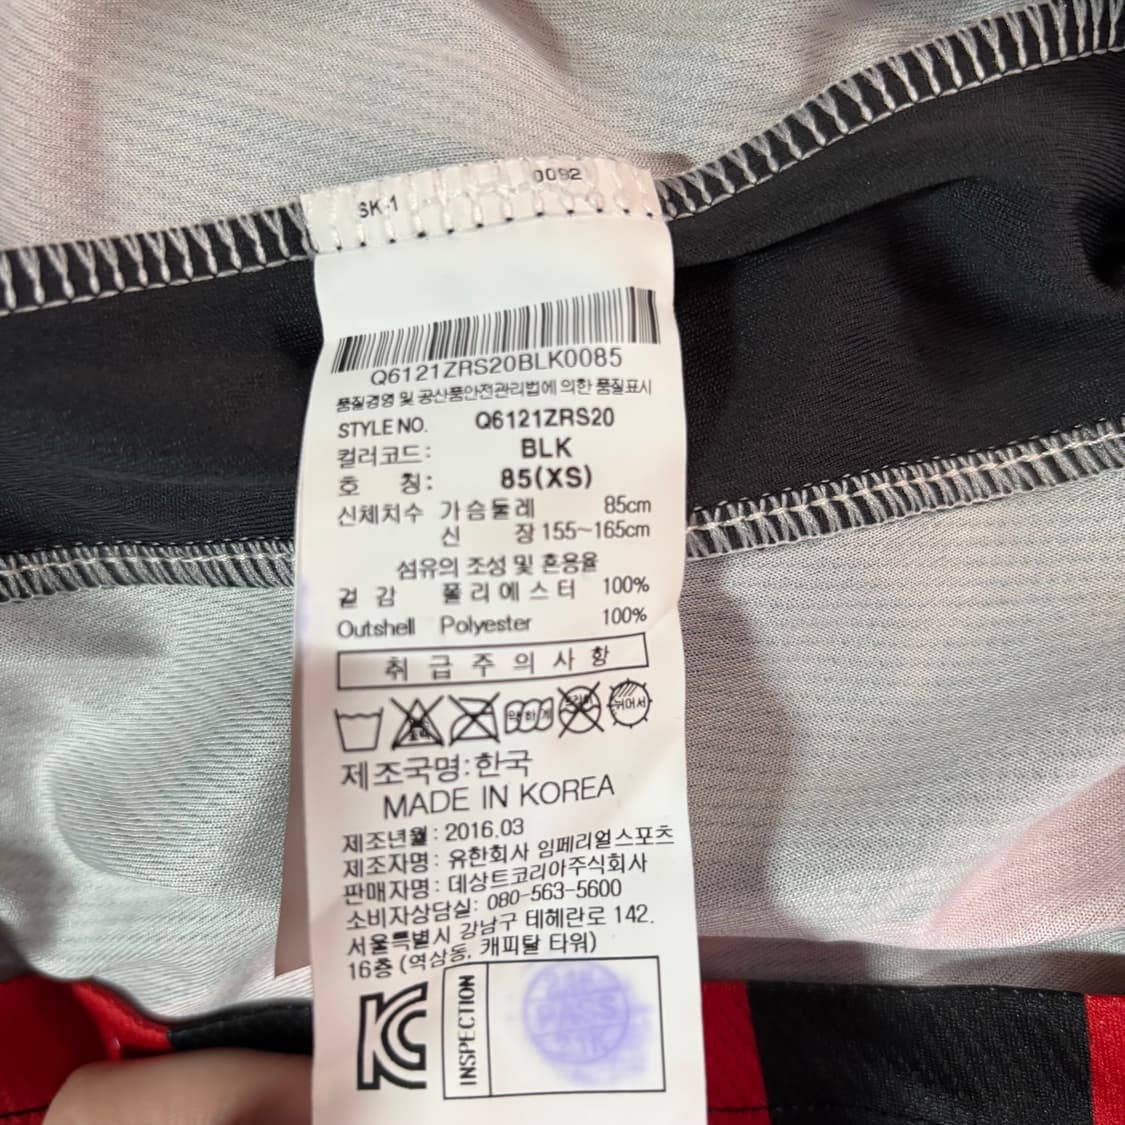 SK-1 0092
Q6121ZRS20BLK0085
품질경영 및 공산품안전관리법에 의한 품질표시
STYLE NO. Q6121ZRS20
컬러코드: BLK
호 칭: 85(XS)
신체치수 가슴둘레 85cm
신 장 155~165cm
섬유의 조성 및 혼용율
겉 감 폴리에스터 100%
Outshell Polyester 100%
취급주의사항
약하게
제조국명:한국
MADE IN KOREA
제조년월: 2016.03
제조자명: 유한회사 임페리얼스포츠
판매자명: 데상트코리아주식회사
소비자상담실: 080-563-5600
서울특별시 강남구 테헤란로 142.
16층 (역삼동, 캐피탈 타워)
KC
INSPECTION
PASS